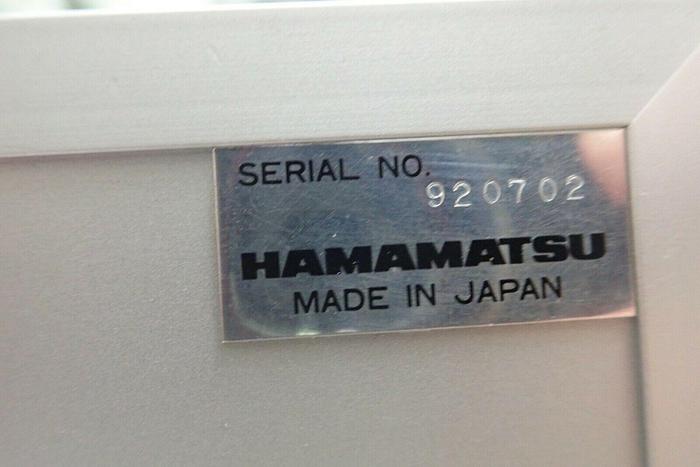 SERIAL NO.
920702
HAMAMATSU
MADE IN JAPAN